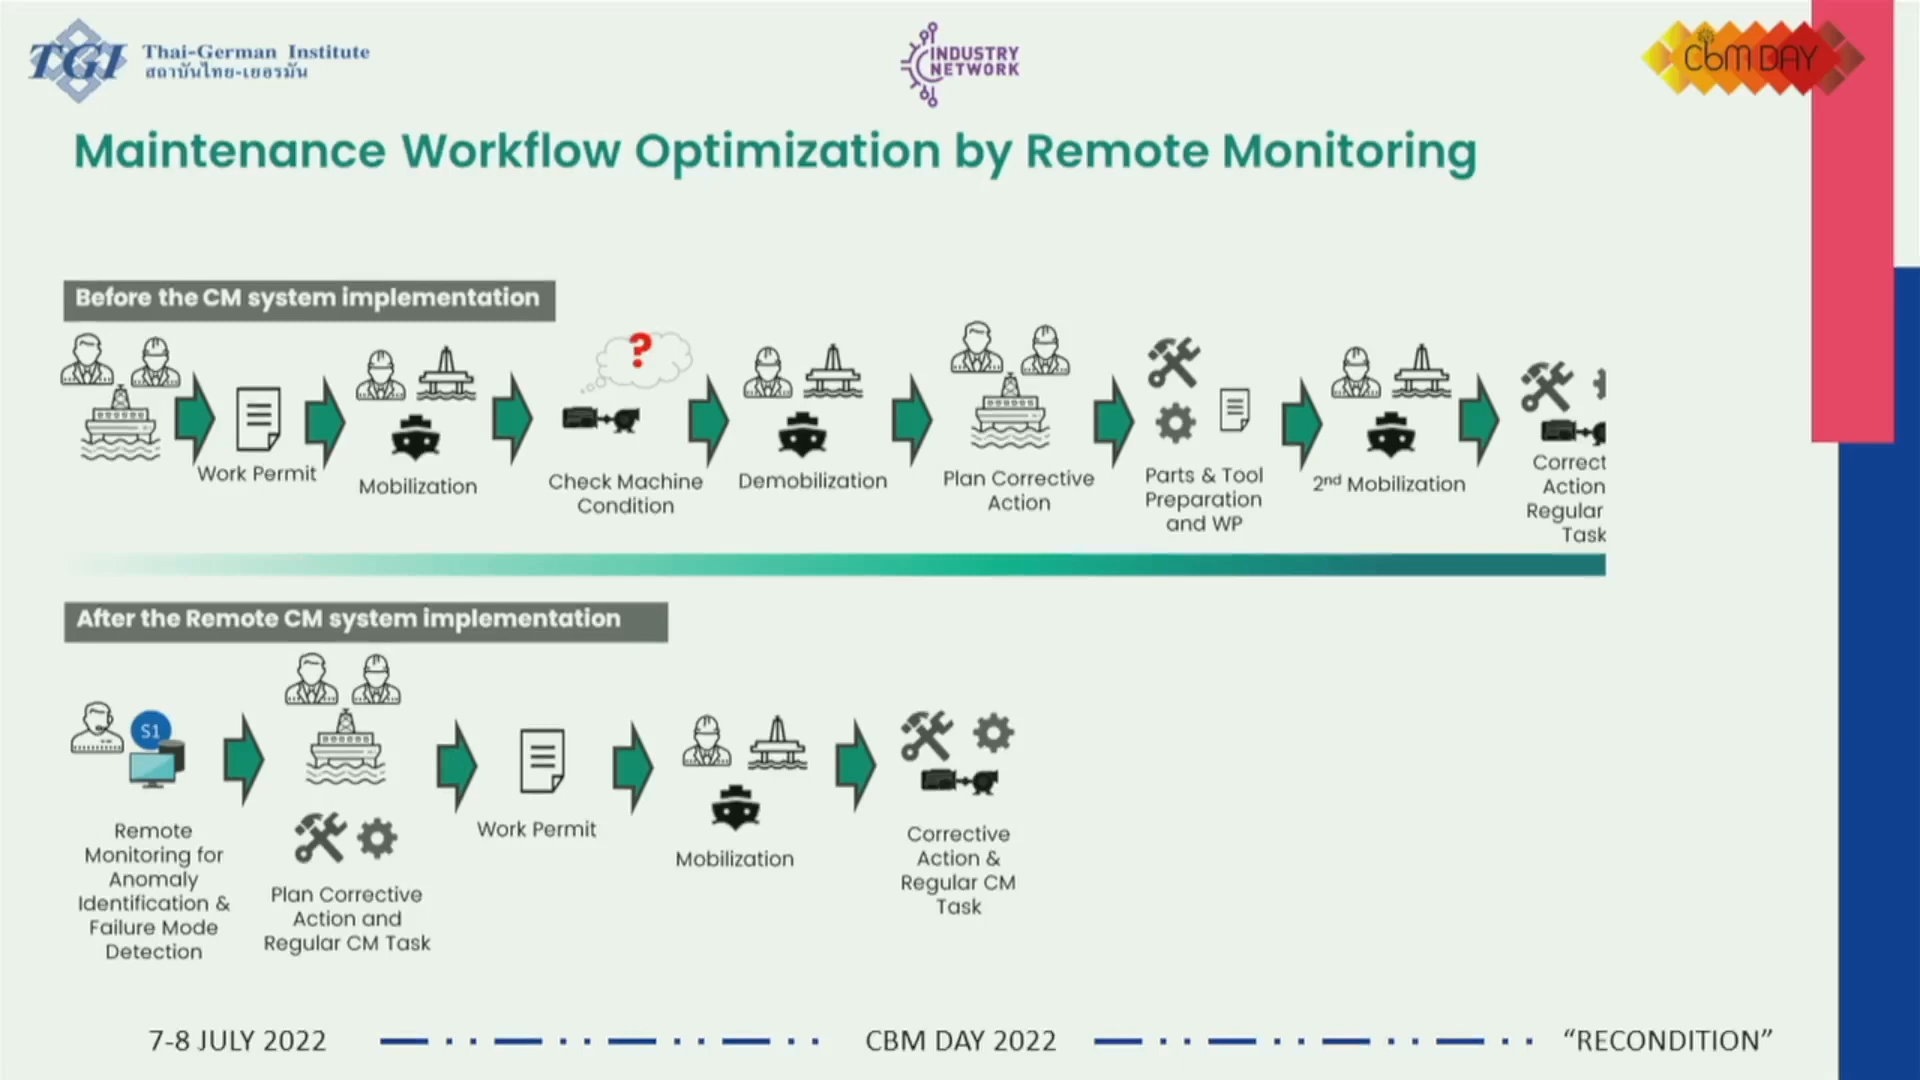 TGI
Thai-German Institute
สถาบันไทย-เยอรมัน
INDUSTRY
NETWORK
cbm DAY
Maintenance Workflow Optimization by Remote Monitoring
Before the CM system implementation
?
Work Permit
Mobilization
Check Machine
Condition
Demobilization
Plan Corrective
Action
Parts & Tool
Preparation
and WP
2nd Mobilization
Correct
Action
Regular
Task
After the Remote CM system implementation
S1
Remote
Monitoring for
Anomaly
Identification &
Failure Mode
Detection
Plan Corrective
Action and
Regular CM Task
Work Permit
Mobilization
Corrective
Action &
Regular CM
Task
7-8 JULY 2022
CBM DAY 2022
“RECONDITION”